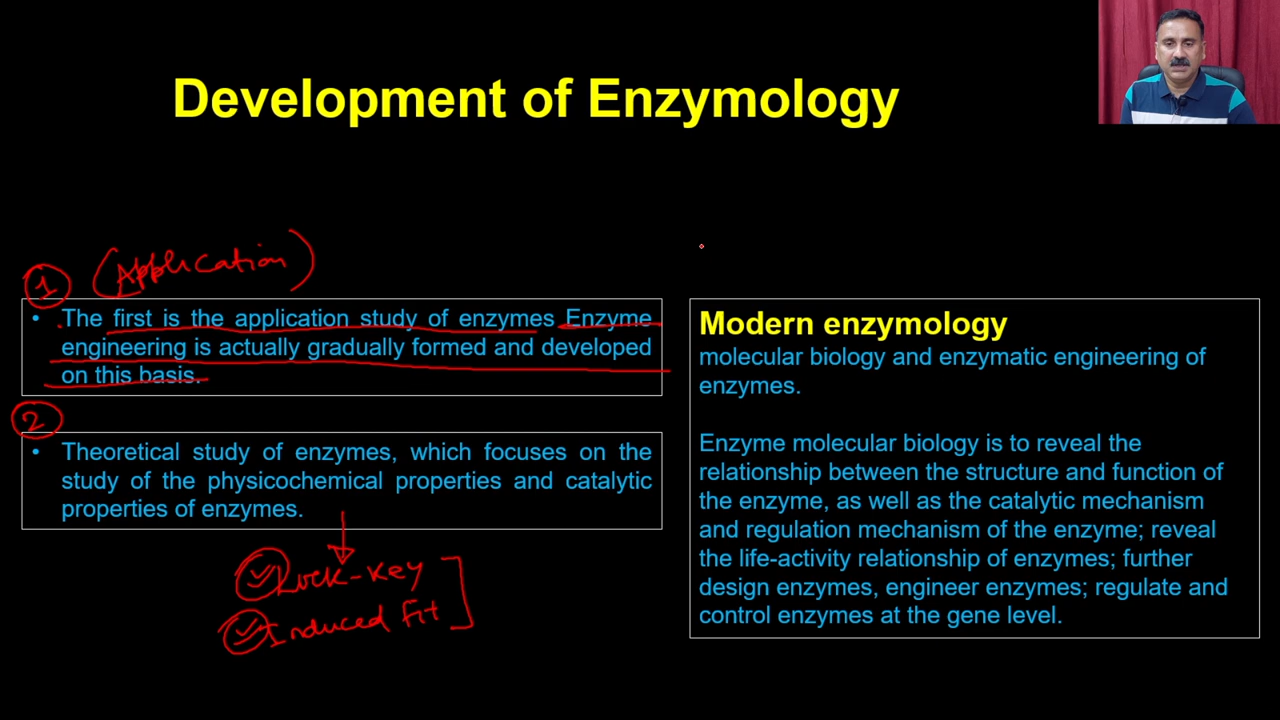 Development of Enzymology
1 (Application)
• The first is the application study of enzymes Enzyme
engineering is actually gradually formed and developed
on this basis.
2
• Theoretical study of enzymes, which focuses on the
study of the physicochemical properties and catalytic
properties of enzymes.
Lock-Key
Induced fit
Modern enzymology
molecular biology and enzymatic engineering of
enzymes.
Enzyme molecular biology is to reveal the
relationship between the structure and function of
the enzyme, as well as the catalytic mechanism
and regulation mechanism of the enzyme; reveal
the life-activity relationship of enzymes; further
design enzymes, engineer enzymes; regulate and
control enzymes at the gene level.